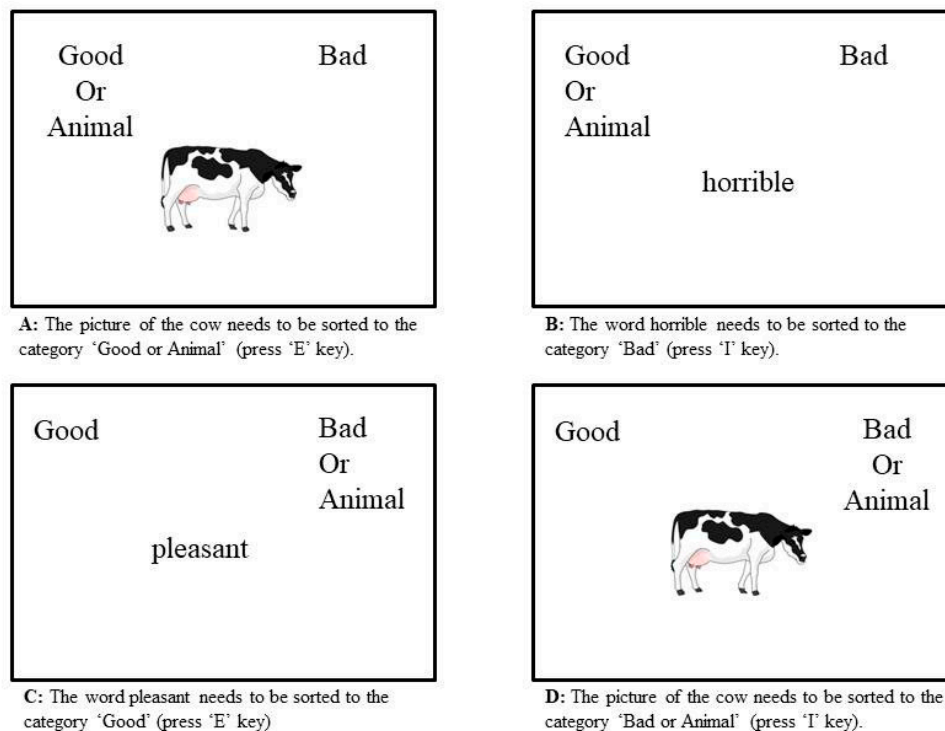 Good
Or
Animal
Bad
A: The picture of the cow needs to be sorted to the
category ‘Good or Animal’ (press ‘E’ key).
Good
Or
Animal
Bad
horrible
B: The word horrible needs to be sorted to the
category ‘Bad’ (press ‘I’ key).
Good
Bad
Or
Animal
pleasant
C: The word pleasant needs to be sorted to the
category ‘Good’ (press ‘E’ key)
Good
Bad
Or
Animal
D: The picture of the cow needs to be sorted to the
category ‘Bad or Animal’ (press ‘I’ key).